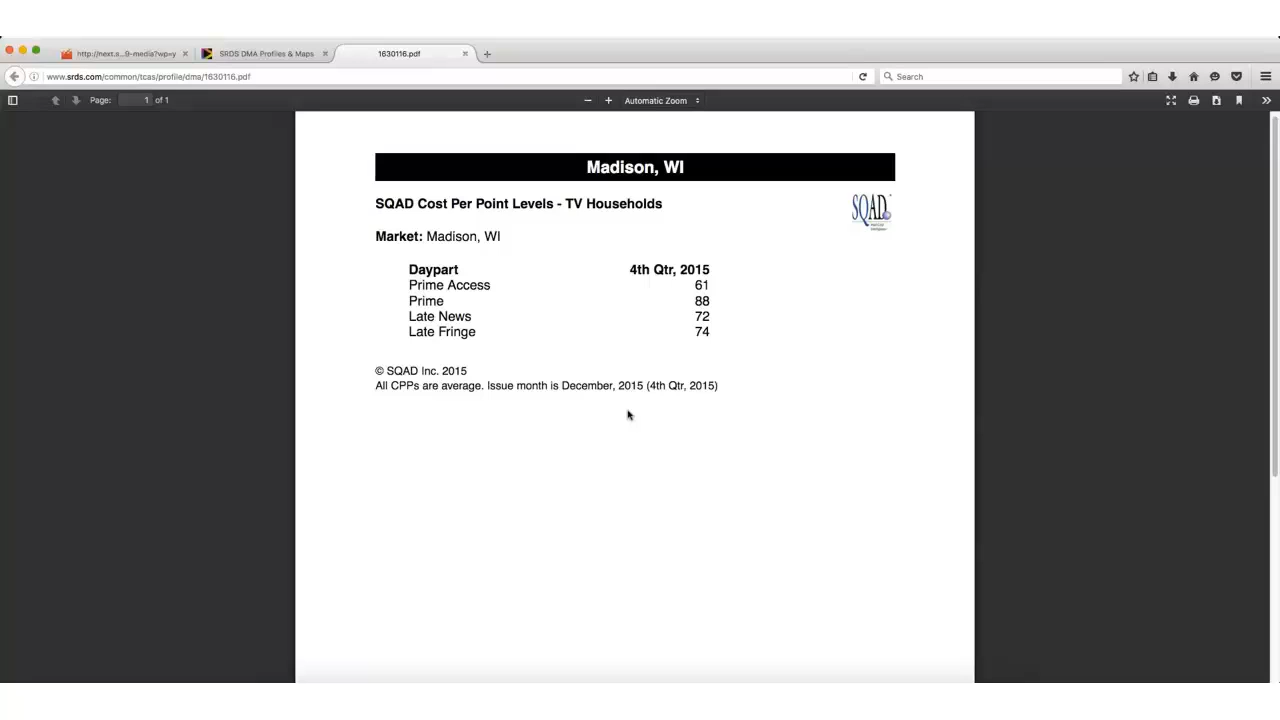 http://next.s...9-media?wp=y
SRDS DMA Profiles & Maps
1630116.pdf
www.srds.com/common/tcas/profile/dma/1630116.pdf
Search
Page: 1 of 1
Automatic Zoom
Madison, WI
SQAD Cost Per Point Levels - TV Households
SQAD
Market: Madison, WI
Daypart 4th Qtr, 2015
Prime Access 61
Prime 88
Late News 72
Late Fringe 74
© SQAD Inc. 2015
All CPPs are average. Issue month is December, 2015 (4th Qtr, 2015)